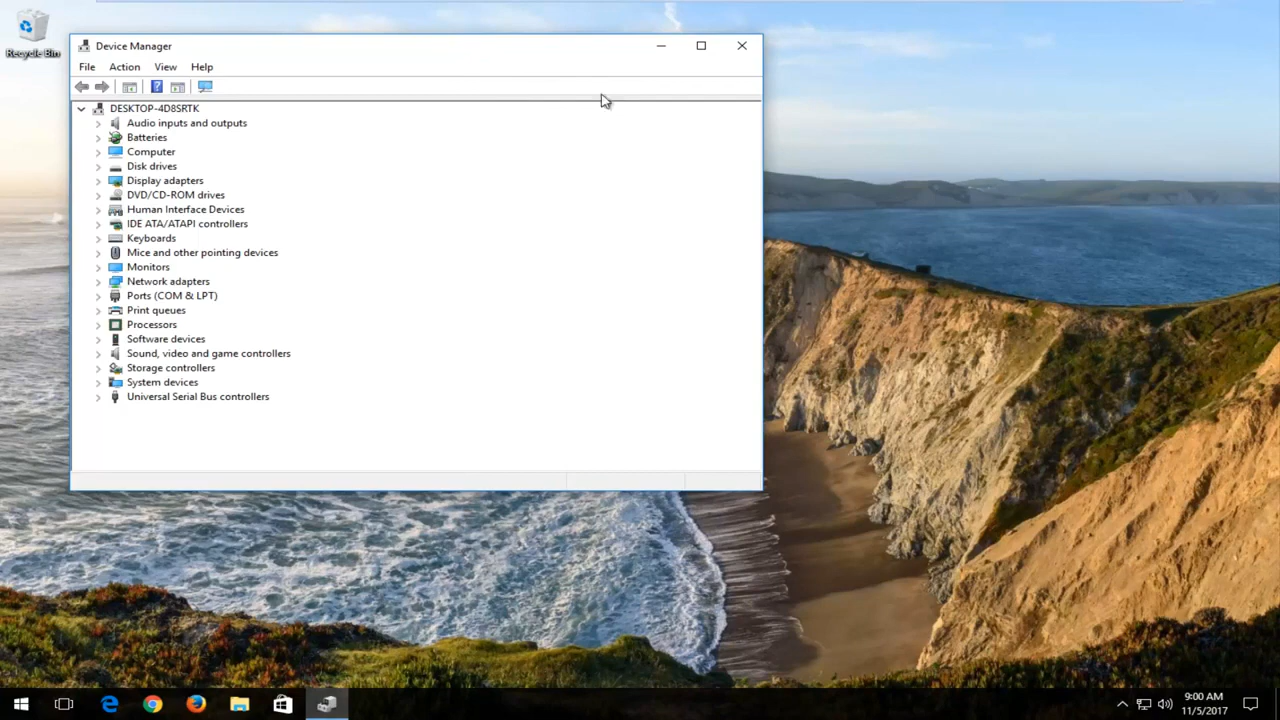 Recycle Bin
Device Manager
File Action View Help
DESKTOP-4D8SRTK
Audio inputs and outputs
Batteries
Computer
Disk drives
Display adapters
DVD/CD-ROM drives
Human Interface Devices
IDE ATA/ATAPI controllers
Keyboards
Mice and other pointing devices
Monitors
Network adapters
Ports (COM & LPT)
Print queues
Processors
Software devices
Sound, video and game controllers
Storage controllers
System devices
Universal Serial Bus controllers
9:00 AM
11/5/2017